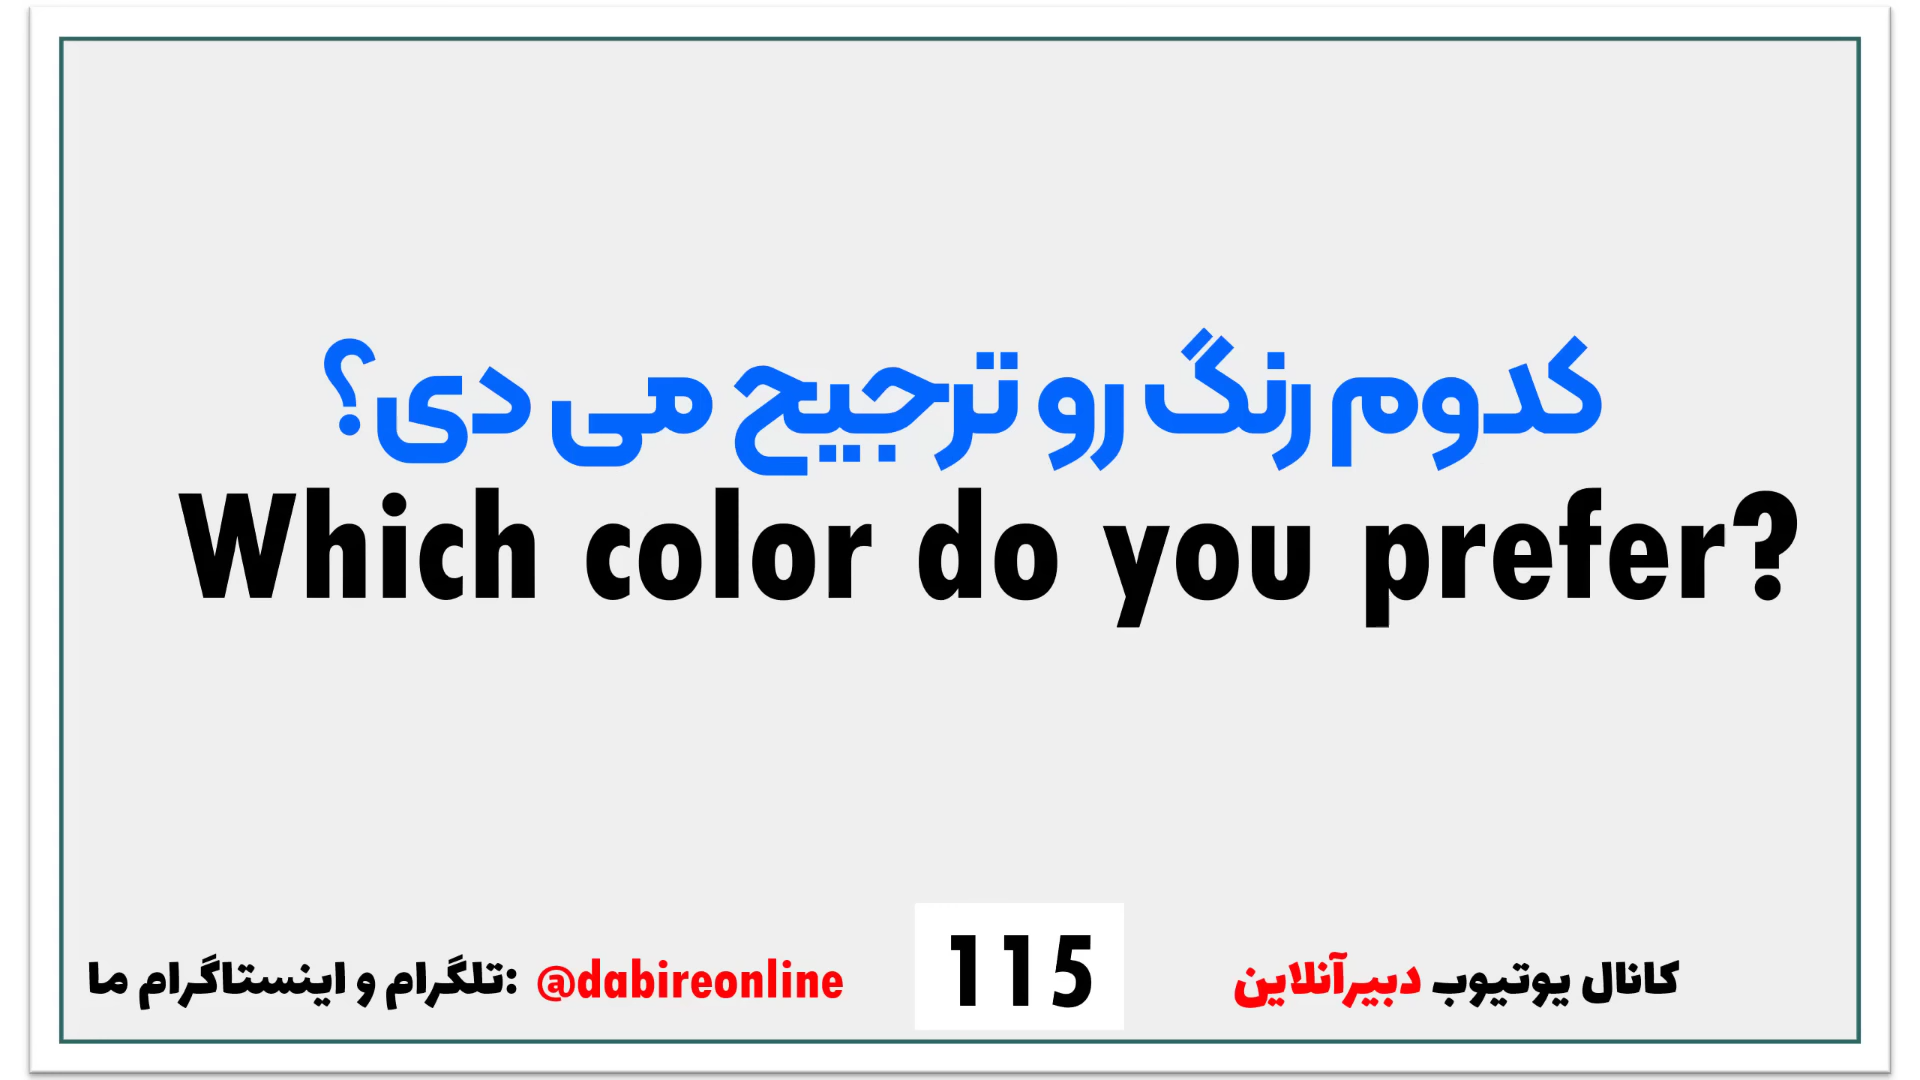 کدوم رنگ رو ترجیح می دی؟
Which color do you prefer?
تلگرام و اینستاگرام ما: @dabireonline
115
کانال یوتیوب دبیرآنلاین